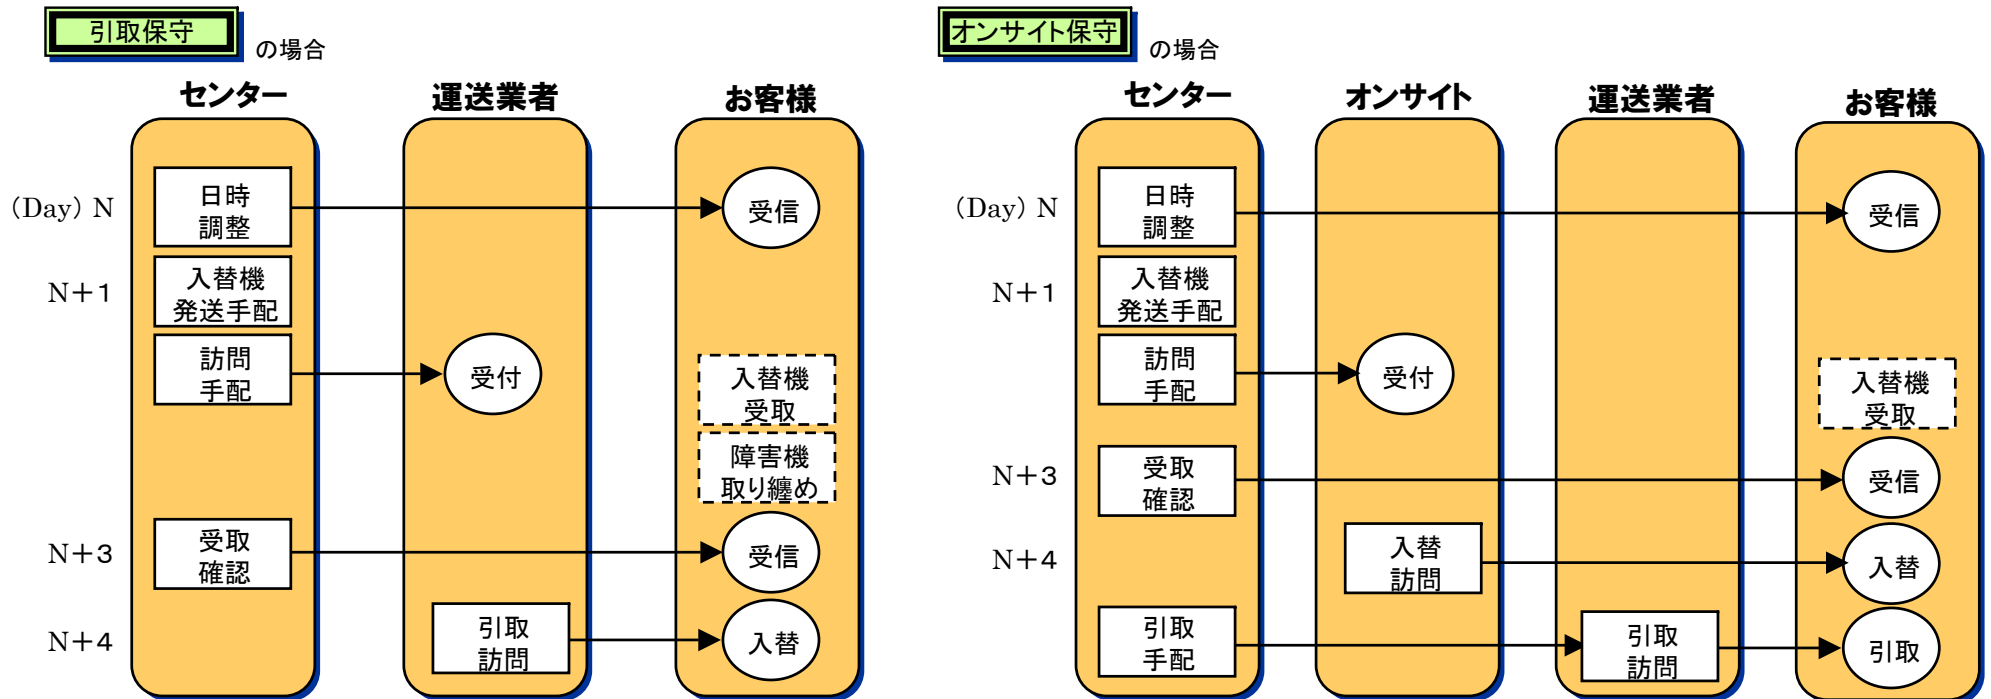 引取保守
の場合
センター
運送業者
お客様
(Day) N
日時
調整
受信
N+1
入替機
発送手配
訪問
手配
受付
入替機
受取
障害機
取り纏め
N+3
受取
確認
受信
N+4
引取
訪問
入替
オンサイト保守
の場合
センター
オンサイト
運送業者
お客様
(Day) N
日時
調整
受信
N+1
入替機
発送手配
訪問
手配
受付
入替機
受取
N+3
受取
確認
受信
N+4
入替
訪問
入替
引取
手配
引取
訪問
引取